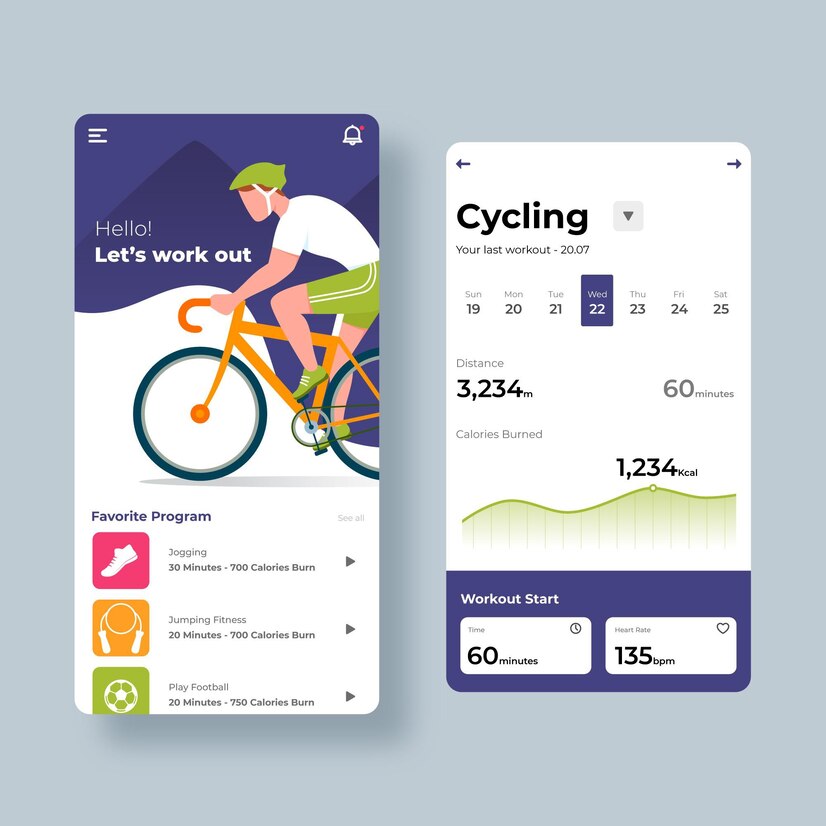 Hello!
Let's work out
Favorite Program
See all
Jogging
30 Minutes - 700 Calories Burn
Jumping Fitness
20 Minutes - 700 Calories Burn
Play Football
20 Minutes - 750 Calories Burn
Cycling
Your last workout - 20.07
Sun Mon Tue Wed Thu Fri Sat
19 20 21 22 23 24 25
Distance
3,234m 60minutes
Calories Burned
1,234Kcal
Workout Start
Time Heart Rate
60minutes 135bpm